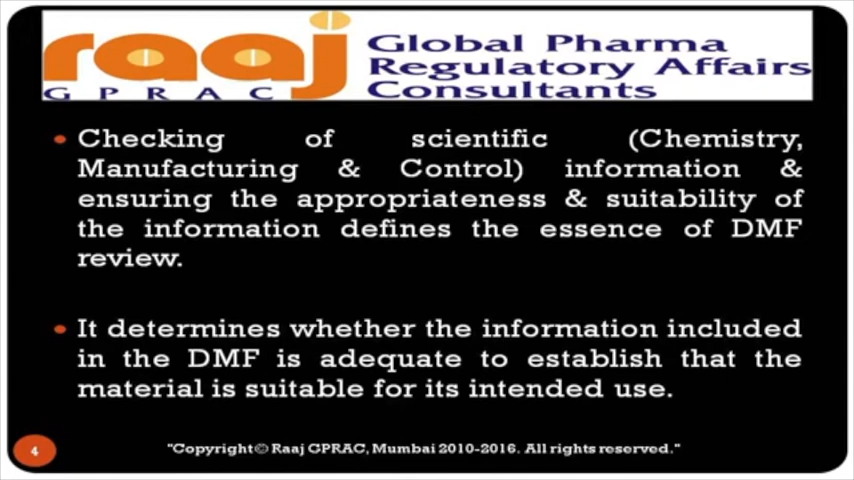 raaj
GPRAC
Global Pharma
Regulatory Affairs
Consultants
• Checking of scientific (Chemistry,
Manufacturing & Control) information &
ensuring the appropriateness & suitability of
the information defines the essence of DMF
review.
• It determines whether the information included
in the DMF is adequate to establish that the
material is suitable for its intended use.
4
"Copyright© Raaj GPRAC, Mumbai 2010-2016. All rights reserved."